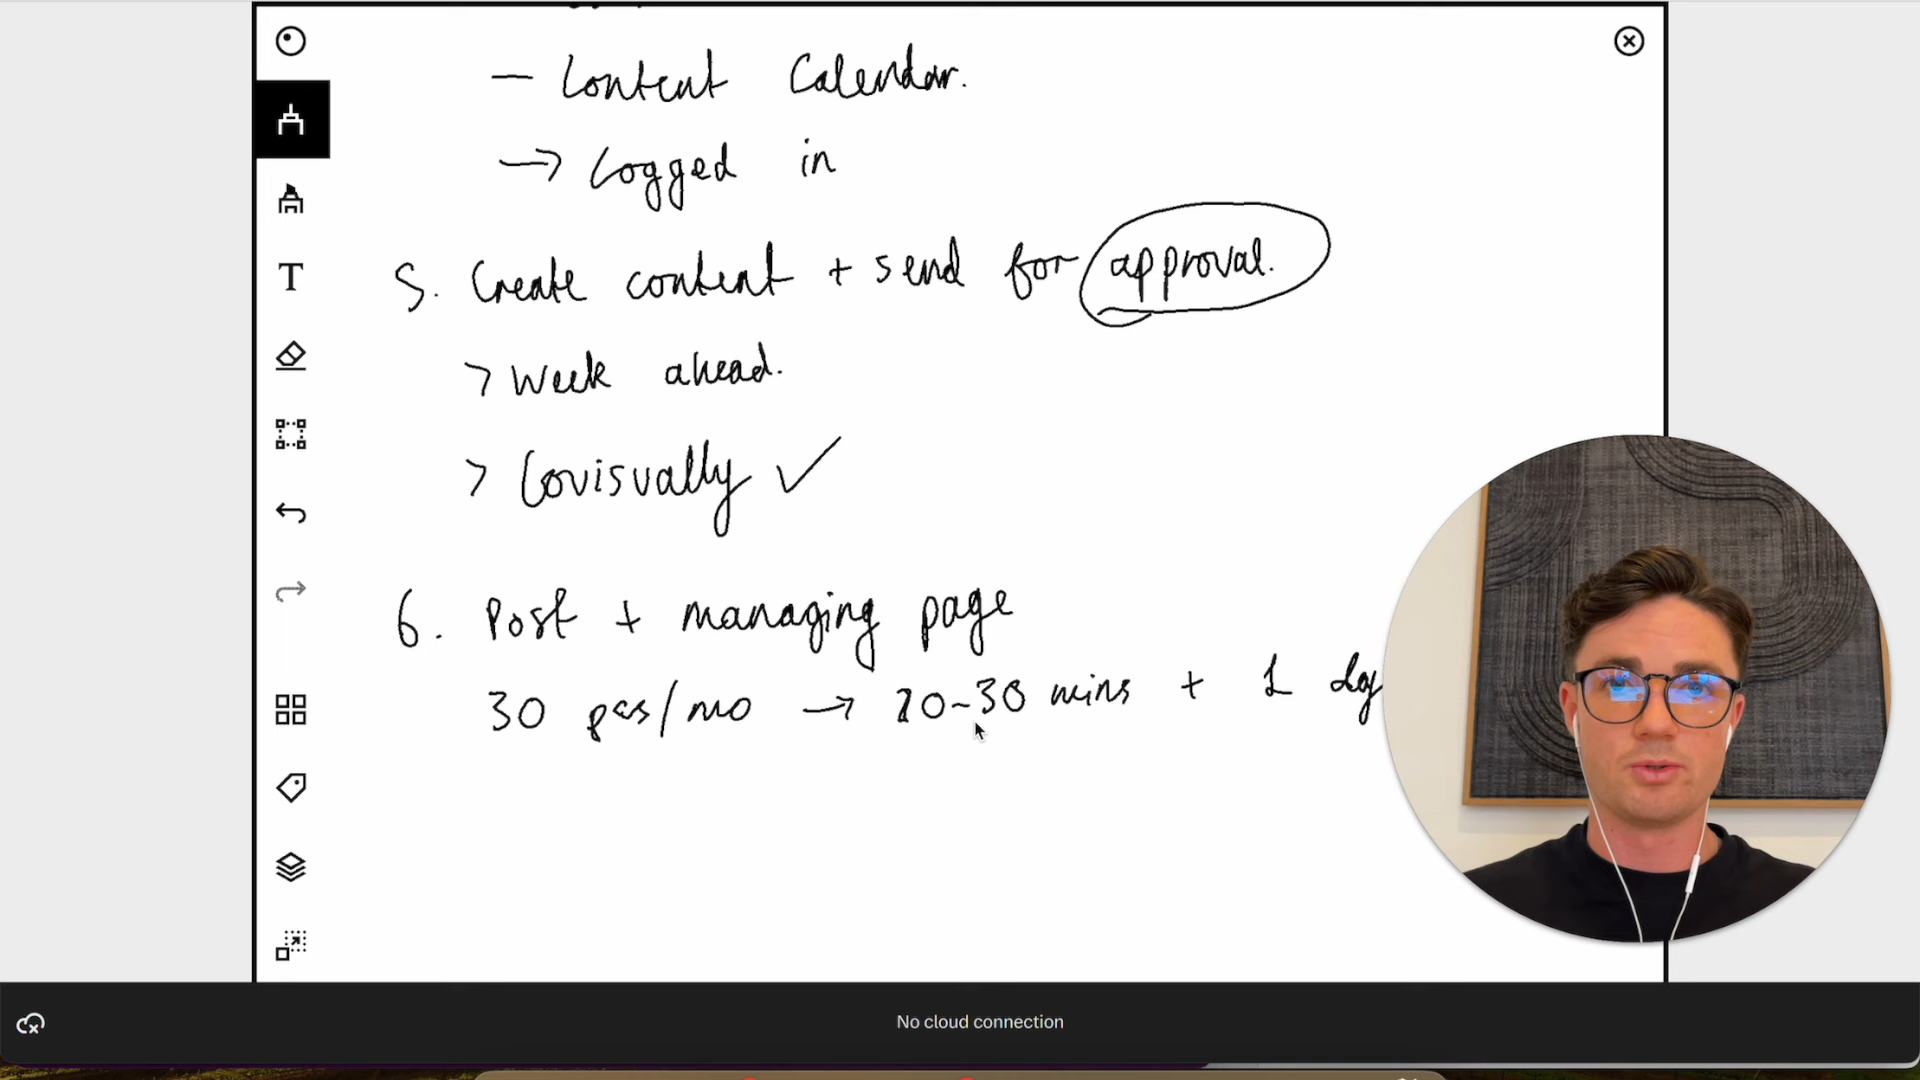 — Content Calendar.
→ Logged in
5. Create content + send for approval.
> Week ahead.
> Covisually ✓
6. Post + managing page
30 pcs/mo → 20-30 mins + 1 day
T
No cloud connection